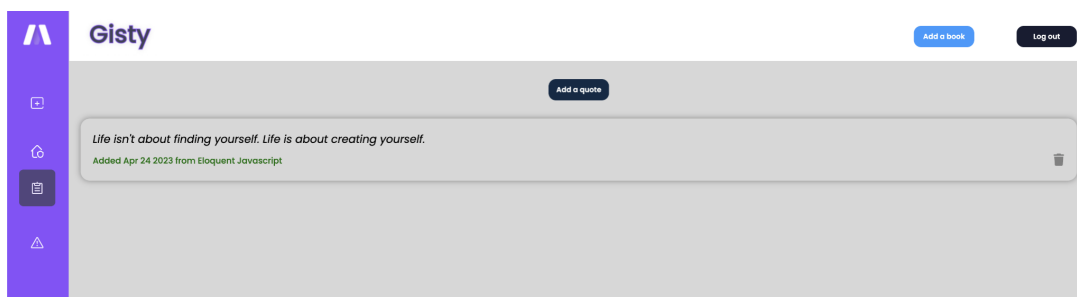 Gisty
Add a book
Log out
Add a quote
Life isn't about finding yourself. Life is about creating yourself.
Added Apr 24 2023 from Eloquent Javascript